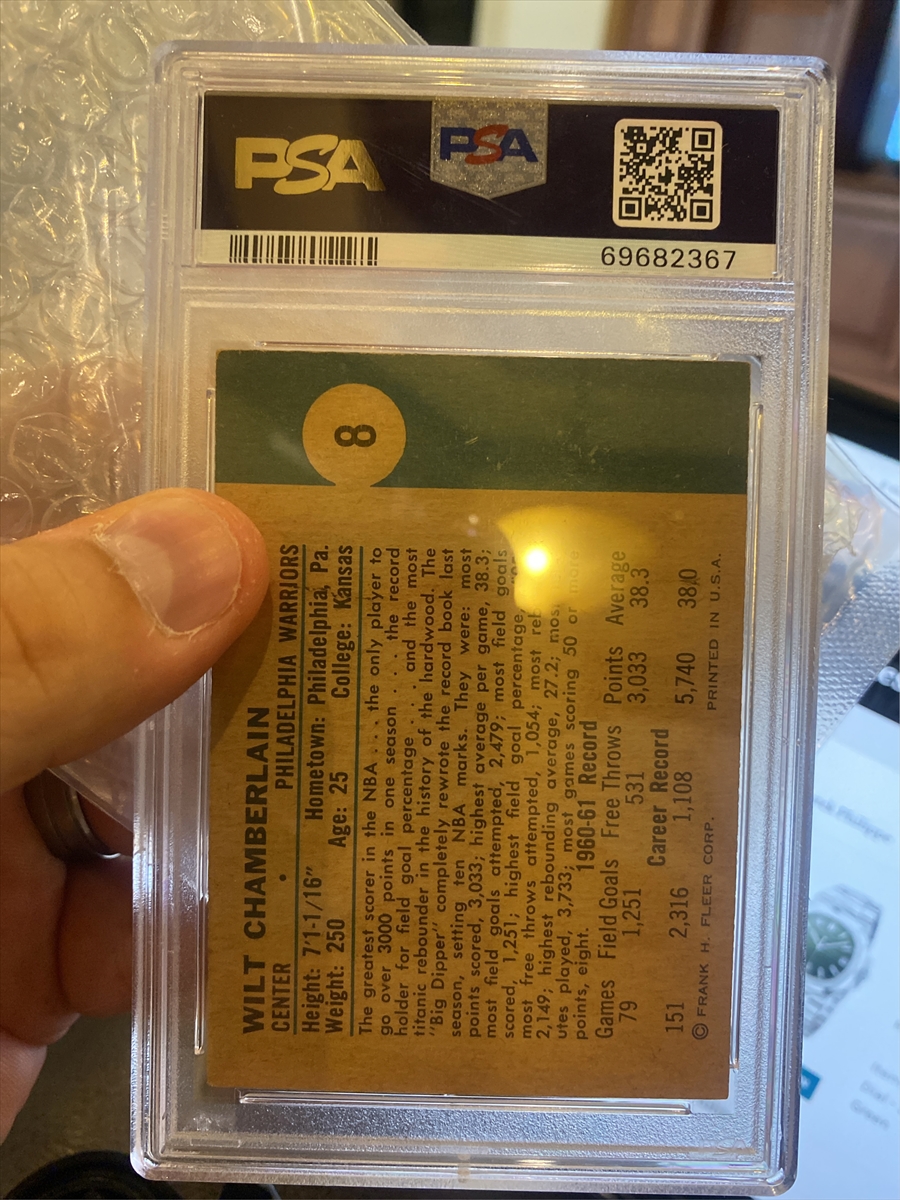 PSA PSA
69682367
8
WILT CHAMBERLAIN
CENTER • PHILADELPHIA WARRIORS
Height: 7'1-1/16" Hometown: Philadelphia, Pa.
Weight: 250 Age: 25 College: Kansas
The greatest scorer in the NBA . . . the only player to
go over 3000 points in one season . . . the record
holder for field goal percentage . . . and the most
titanic rebounder in the history of the hardwood. The
"Big Dipper" completely rewrote the record book last
season, setting ten NBA marks. They were: most
points scored, 3,033; highest average per game, 38.3;
most field goals attempted, 2,479; most field goals
scored, 1,251; highest field goal percentage,
most free throws attempted, 1,054; most
2,149; highest rebounding average, 27.2; most
utes played, 3,733; most games scoring 50 or more
points, eight.
1960-61 Record
Games Field Goals Free Throws Points Average
79 1,251 531 3,033 38.3
Career Record
151 2,316 1,108 5,740 38.0
© FRANK H. FLEER CORP. PRINTED IN U.S.A.